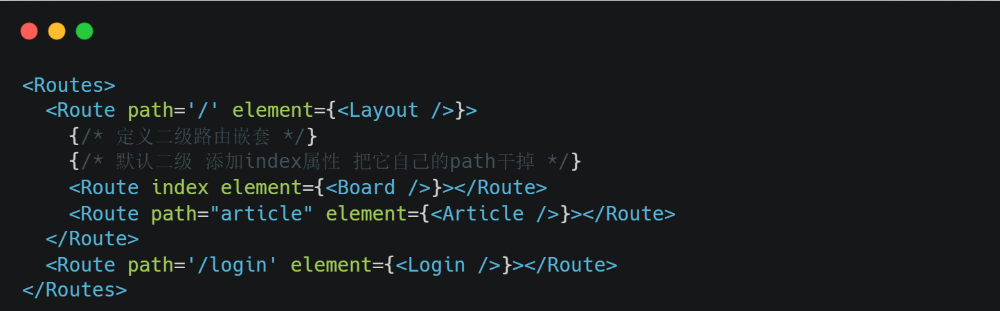 <Routes>
  <Route path='/' element={<Layout />}>
    {/* 定义二级路由嵌套 */}
    {/* 默认二级 添加index属性 把它自己的path干掉 */}
    <Route index element={<Board />}></Route>
    <Route path="article" element={<Article />}></Route>
  </Route>
  <Route path='/login' element={<Login />}></Route>
</Routes>